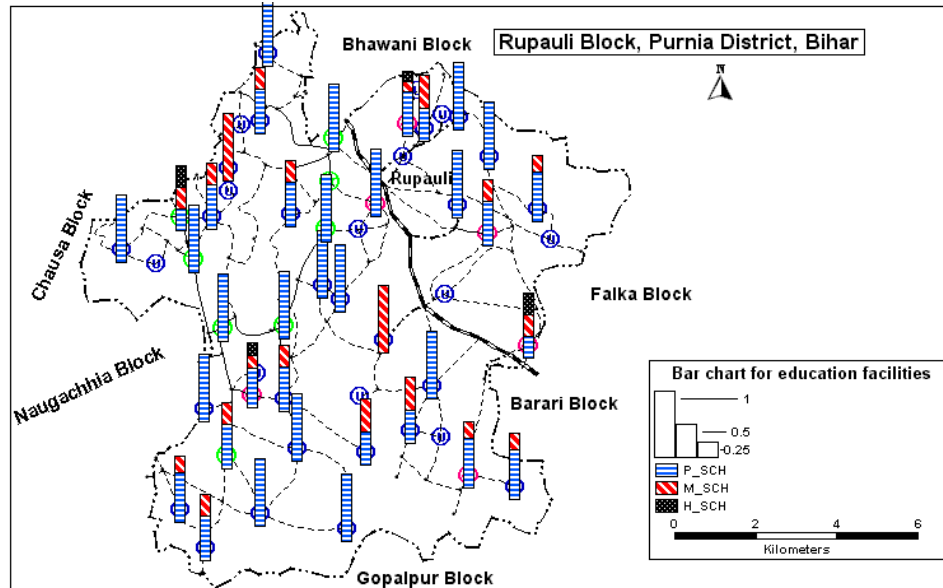 Bhawani Block
Rupauli Block, Purnia District, Bihar
N
Rupauli
Chausa Block
Falka Block
Naugachhia Block
Barari Block
Gopalpur Block
Bar chart for education facilities
1
0.5
-0.25
P_SCH
M_SCH
H_SCH
0 2 4 6
Kilometers
U
U
U
U
U
U
U
U
U